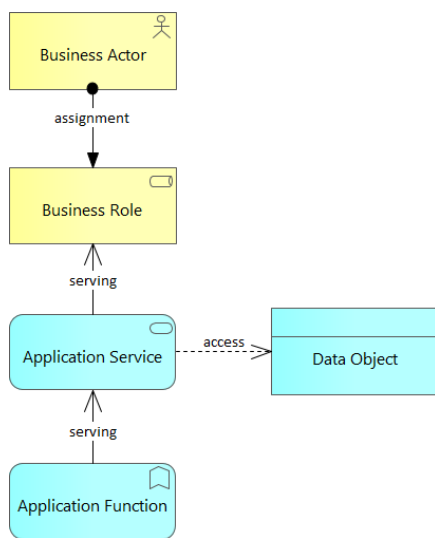 Business Actor
assignment
Business Role
serving
Application Service
access
Data Object
serving
Application Function